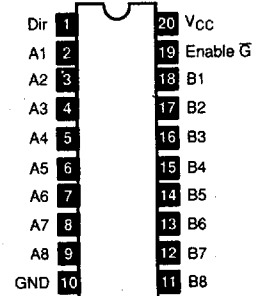 Dir 1 20 VCC
A1 2 19 Enable G̅
A2 3 18 B1
A3 4 17 B2
A4 5 16 B3
A5 6 15 B4
A6 7 14 B5
A7 8 13 B6
A8 9 12 B7
GND 10 11 B8